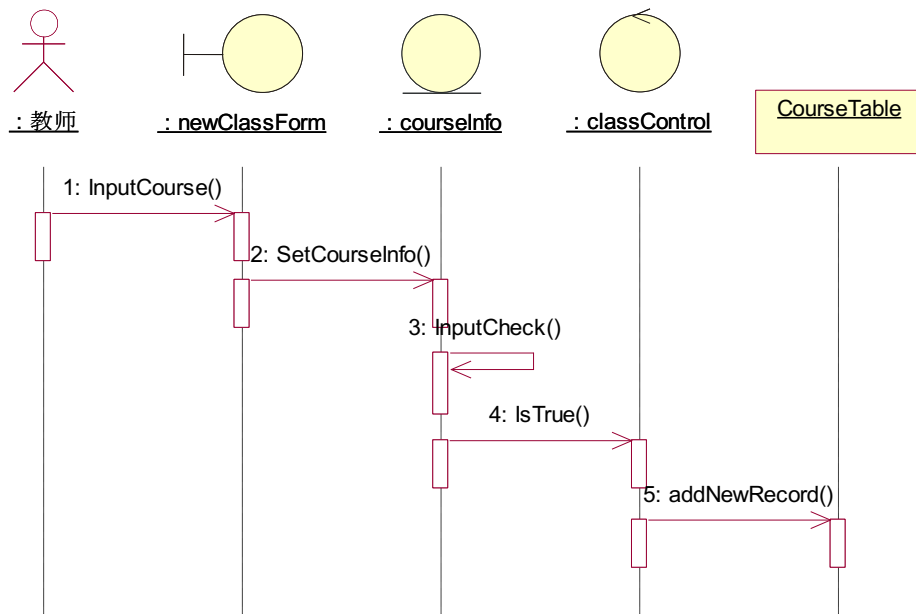 : 教师
: newClassForm
: courseInfo
: classControl
CourseTable
1: InputCourse()
2: SetCourseInfo()
3: InputCheck()
4: IsTrue()
5: addNewRecord()